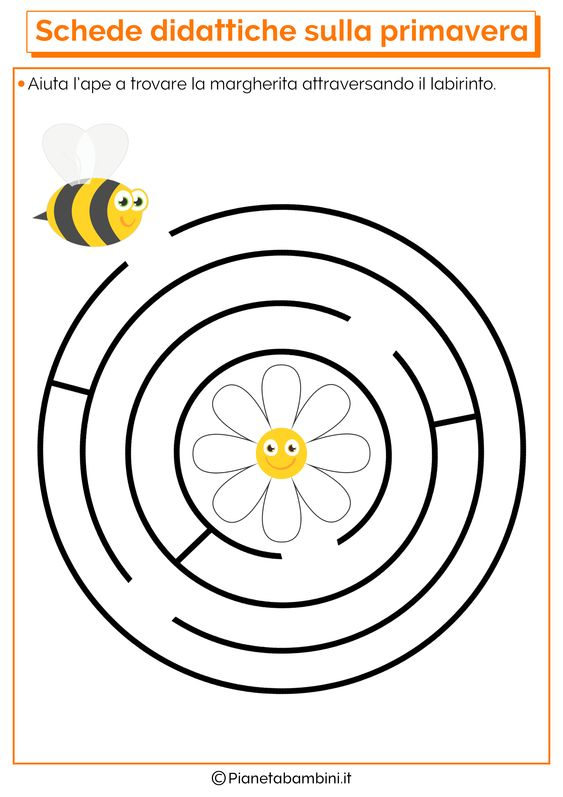 Schede didattiche sulla primavera
Aiuta l'ape a trovare la margherita attraversando il labirinto.
©Pianetabambini.it